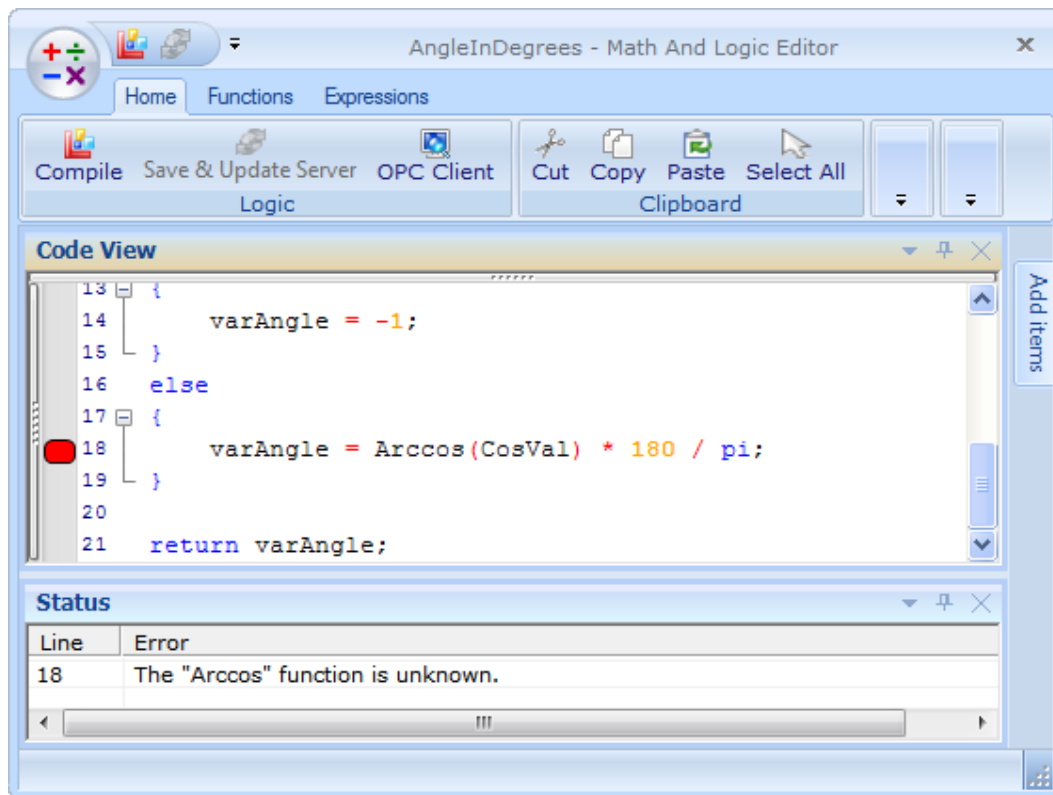 AngleInDegrees - Math And Logic Editor
Home Functions Expressions
Compile Save & Update Server OPC Client Cut Copy Paste Select All
Logic Clipboard
Code View
Add items
13 {
14 varAngle = -1;
15 }
16 else
17 {
18 varAngle = Arccos(CosVal) * 180 / pi;
19 }
20
21 return varAngle;
Status
Line Error
18 The "Arccos" function is unknown.